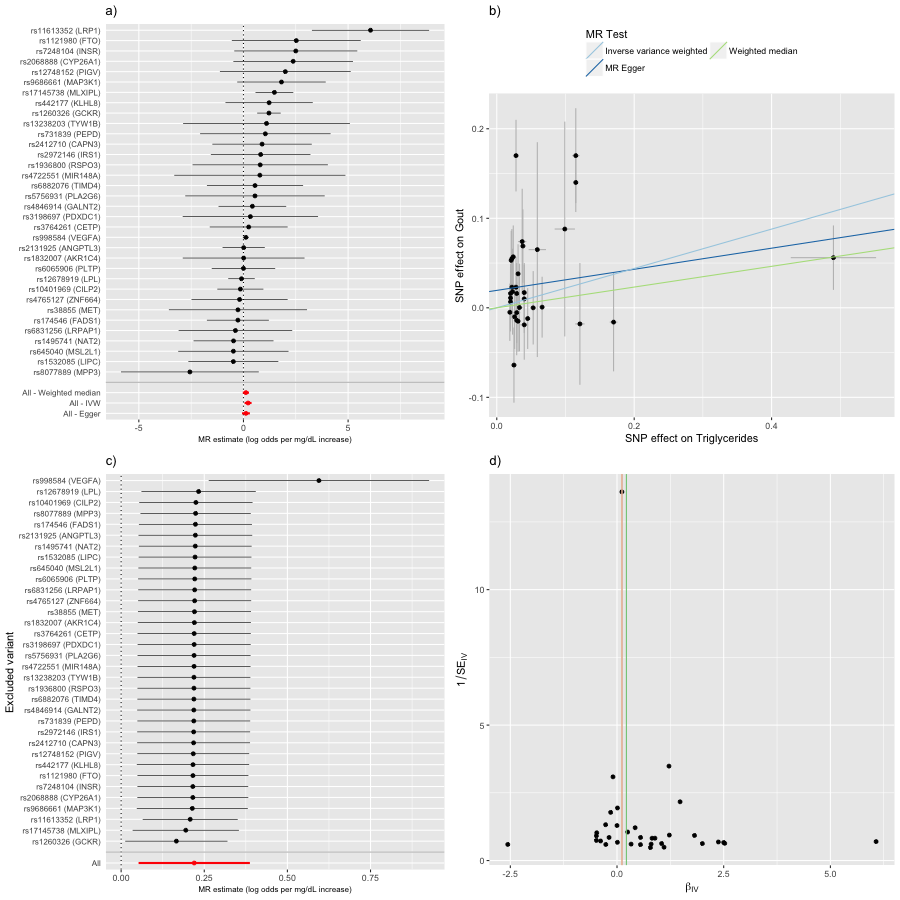 a)
rs11613352 (LRP1)
rs1121980 (FTO)
rs7248104 (INSR)
rs2068888 (CYP26A1)
rs12748152 (PIGV)
rs9686661 (MAP3K1)
rs17145738 (MLXIPL)
rs442177 (KLHL8)
rs1260326 (GCKR)
rs13238203 (TYW1B)
rs731839 (PEPD)
rs2412710 (CAPN3)
rs2972146 (IRS1)
rs1936800 (RSPO3)
rs4722551 (MIR148A)
rs6882076 (TIMD4)
rs5756931 (PLA2G6)
rs4846914 (GALNT2)
rs3198697 (PDXDC1)
rs3764261 (CETP)
rs998584 (VEGFA)
rs2131925 (ANGPTL3)
rs1832007 (AKR1C4)
rs6065906 (PLTP)
rs12678919 (LPL)
rs10401969 (CILP2)
rs4765127 (ZNF664)
rs38855 (MET)
rs174546 (FADS1)
rs6831256 (LRPAP1)
rs1495741 (NAT2)
rs645040 (MSL2L1)
rs1532085 (LIPC)
rs8077889 (MPP3)
All - Weighted median
All - IVW
All - Egger
-5 0 5
MR estimate (log odds per mg/dL increase)
b)
MR Test
Inverse variance weighted
Weighted median
MR Egger
SNP effect on Gout
0.2
0.1
0.0
-0.1
0.0 0.2 0.4
SNP effect on Triglycerides
c)
Excluded variant
rs998584 (VEGFA)
rs12678919 (LPL)
rs10401969 (CILP2)
rs8077889 (MPP3)
rs174546 (FADS1)
rs2131925 (ANGPTL3)
rs1495741 (NAT2)
rs1532085 (LIPC)
rs645040 (MSL2L1)
rs6065906 (PLTP)
rs6831256 (LRPAP1)
rs4765127 (ZNF664)
rs38855 (MET)
rs1832007 (AKR1C4)
rs3764261 (CETP)
rs3198697 (PDXDC1)
rs5756931 (PLA2G6)
rs4722551 (MIR148A)
rs13238203 (TYW1B)
rs1936800 (RSPO3)
rs6882076 (TIMD4)
rs4846914 (GALNT2)
rs731839 (PEPD)
rs2972146 (IRS1)
rs2412710 (CAPN3)
rs12748152 (PIGV)
rs442177 (KLHL8)
rs1121980 (FTO)
rs7248104 (INSR)
rs2068888 (CYP26A1)
rs9686661 (MAP3K1)
rs11613352 (LRP1)
rs17145738 (MLXIPL)
rs1260326 (GCKR)
All
0.00 0.25 0.50 0.75
MR estimate (log odds per mg/dL increase)
d)
1/SE_IV
10
5
0
-2.5 0.0 2.5 5.0
β_IV